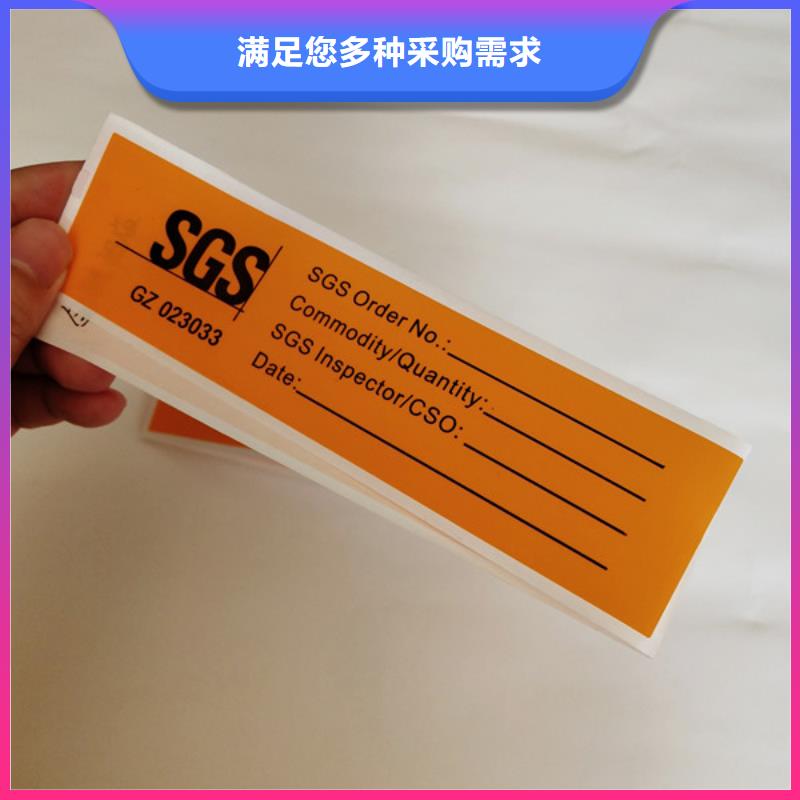 满足您多种采购需求
SGS
GZ 023033
SGS Order No.:
Commodity/Quantity:
SGS Inspector/CSO:
Date: